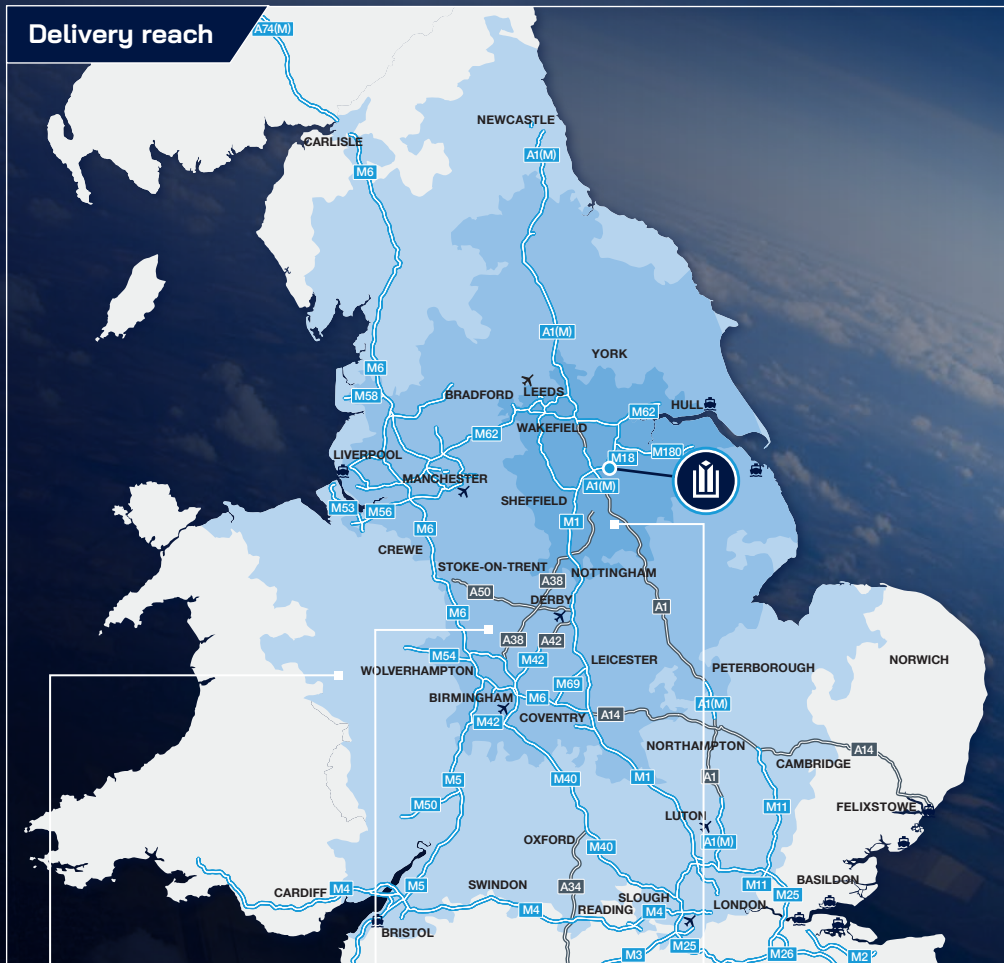 Delivery reach
A74(M)
NEWCASTLE
CARLISLE
A1(M)
M6
A1(M)
YORK
M6
M58
BRADFORD
LEEDS
HULL
M62
WAKEFIELD
M62
M180
LIVERPOOL
M18
MANCHESTER
A1(M)
SHEFFIELD
M53
M56
M6
M1
CREWE
STOKE-ON-TRENT
NOTTINGHAM
A38
A50
DERBY
A1
M6
A38
A42
M54
M42
LEICESTER
NORWICH
WOLVERHAMPTON
PETERBOROUGH
M69
BIRMINGHAM
M6
A1(M)
M42
COVENTRY
A14
NORTHAMPTON
A14
CAMBRIDGE
M5
M40
M1
A1
M50
M11
FELIXSTOWE
LUTON
OXFORD
M40
A1(M)
BASILDON
CARDIFF
M4
M5
SWINDON
A34
M11
M25
SLOUGH
LONDON
M4
READING
M4
BRISTOL
M25
M3
M26
M2